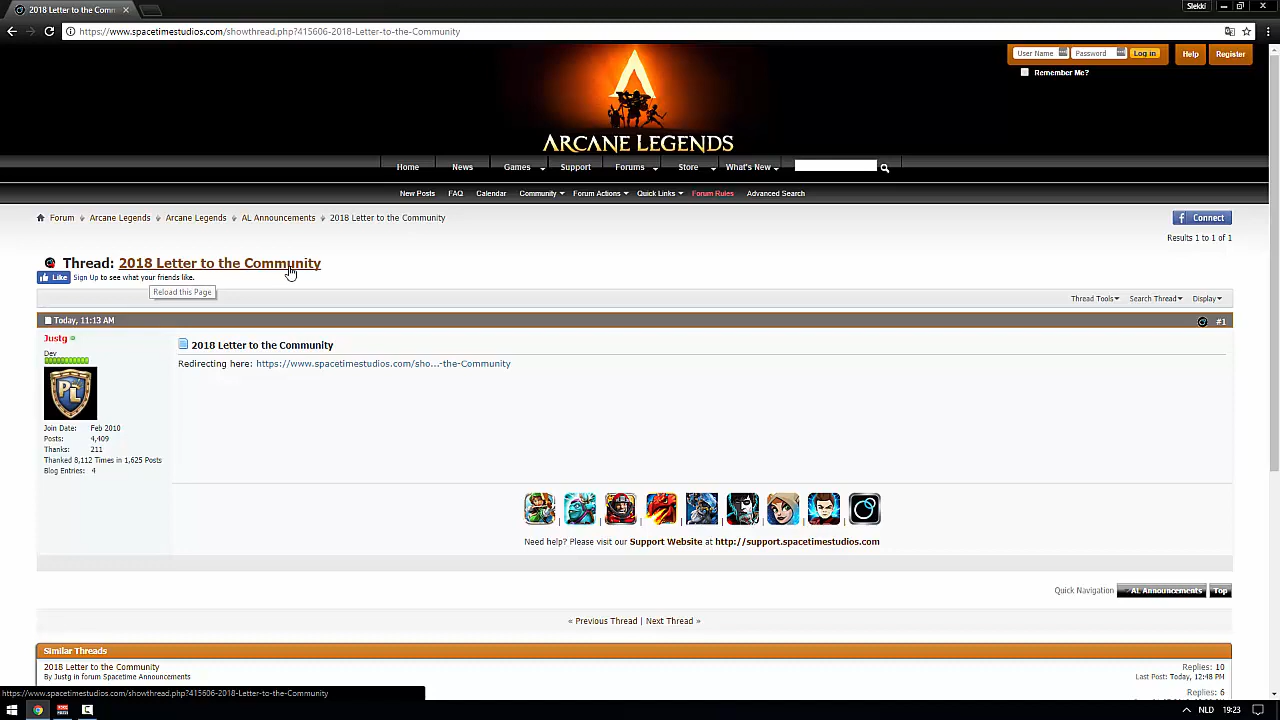 2018 Letter to the Comm
Slekki
https://www.spacetimestudios.com/showthread.php?415606-2018-Letter-to-the-Community
User Name
Password
Log in
Help
Register
Remember Me?
ARCANE LEGENDS
Home
News
Games
Support
Forums
Store
What's New
New Posts
FAQ
Calendar
Community
Forum Actions
Quick Links
Forum Rules
Advanced Search
Forum
Arcane Legends
Arcane Legends
AL Announcements
2018 Letter to the Community
f Connect
Results 1 to 1 of 1
Thread: 2018 Letter to the Community
Like
Sign Up to see what your friends like.
Reload this Page
Thread Tools
Search Thread
Display
Today, 11:13 AM
#1
Justg
Dev
PL
2018 Letter to the Community
Redirecting here: https://www.spacetimestudios.com/sho...-the-Community
Join Date: Feb 2010
Posts: 4,409
Thanks: 211
Thanked 8,112 Times in 1,625 Posts
Blog Entries: 4
Need help? Please visit our Support Website at http://support.spacetimestudios.com
Quick Navigation
AL Announcements
Top
« Previous Thread | Next Thread »
Similar Threads
2018 Letter to the Community
By Justg in forum Spacetime Announcements
Replies: 10
Last Post: Today, 12:48 PM
Replies: 6
https://www.spacetimestudios.com/showthread.php?415606-2018-Letter-to-the-Community
NLD
19:23